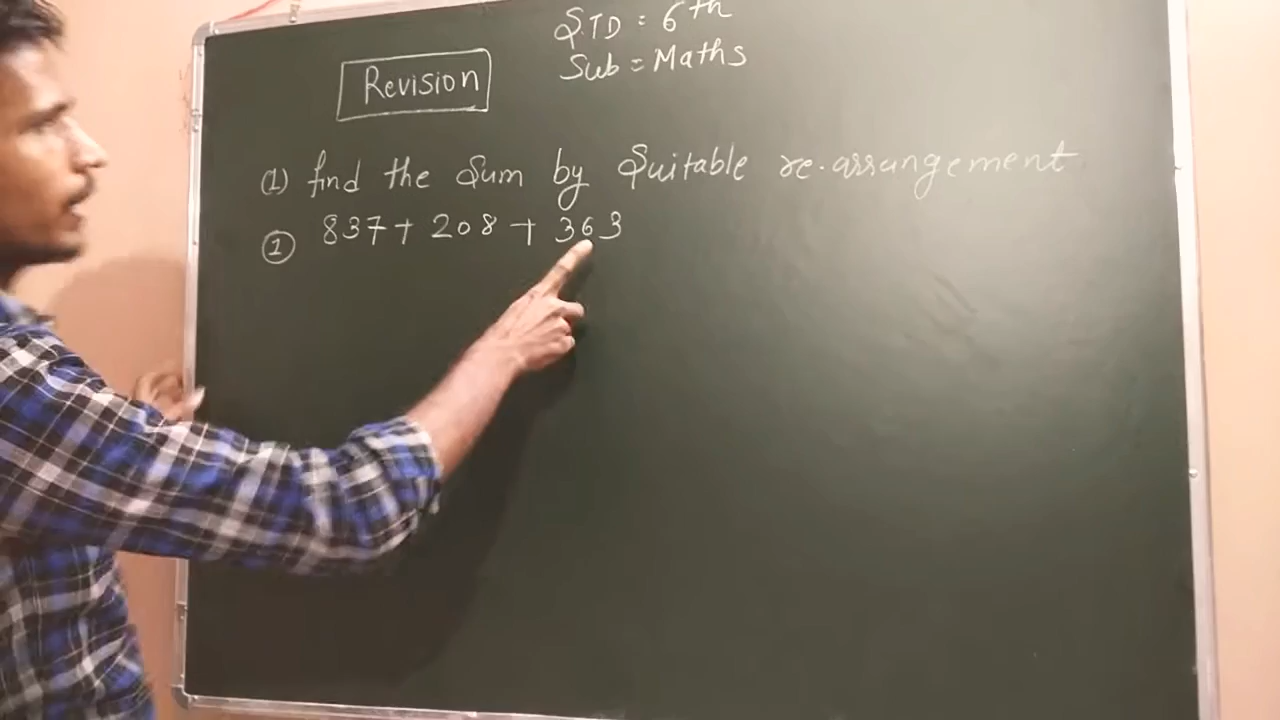 STD = 6th
Sub = Maths
Revision
(1) find the Sum by Suitable re-arrangement
① 837 + 208 + 363